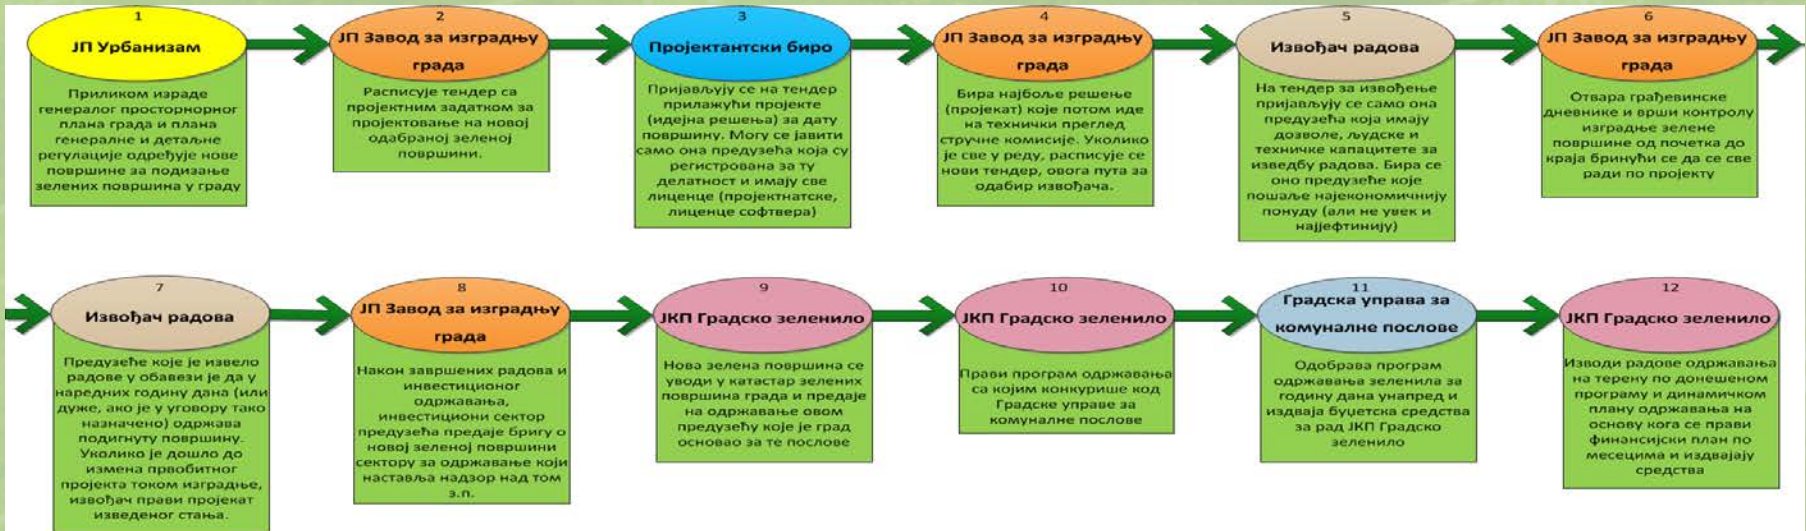 1
ЈП Урбанизам
Приликом израде
генералог просторнорног
плана града и плана
генералне и детаљне
регулације одређује нове
површине за подизање
зелених површина у граду
2
ЈП Завод за изградњу
града
Расписује тендер са
пројектним задатком за
пројектовање на новој
одабраној зеленој
површини.
3
Пројектантски биро
Пријављују се на тендер
прилажући пројекте
(идејна решења) за дату
површину. Могу се јавити
само она предузећа која су
регистрована за ту
делатност и имају све
лиценце (пројектнатске,
лиценце софтвера)
4
ЈП Завод за изградњу
града
Бира најбоље решење
(пројекат) које потом иде
на технички преглед
стручне комисије. Уколико
је све у реду, расписује се
нови тендер, овога пута за
одабир извођача.
5
Извођач радова
На тендер за извођење
пријављују се само она
предузећа која имају
дозволе, људске и
техничке капацитете за
изведбу радова. Бира се
оно предузеће које
пошаље најекономичнију
понуду (али не увек и
најјефтинију)
6
ЈП Завод за изградњу
града
Отвара грађевинске
дневнике и врши контролу
изградње зелене
површине од почетка до
краја бринући се да се све
ради по пројекту
7
Извођач радова
Предузеће које је извело
радове у обавези је да у
наредних годину дана (или
дуже, ако је у уговору тако
назначено) одржава
подигнуту површину.
Уколико је дошло до
измена првобитног
пројекта током изградње,
извођач прави пројекат
изведеног стања.
8
ЈП Завод за изградњу
града
Након завршених радова и
инвестиционог
одржавања,
инвестициони сектор
предузећа предаје бригу о
новој зеленој површини
сектору за одржавање који
наставља надзор над том
з.п.
9
ЈКП Градско зеленило
Нова зелена површина се
уводи у катастар зелених
површина града и предаје
на одржавање овом
предузећу које је град
основао за те послове
10
ЈКП Градско зеленило
Прави програм одржавања
са којим конкурише код
Градске управе за
комуналне послове
11
Градска управа за
комуналне послове
Одобрава програм
одржавања зеленила за
годину дана унапред и
издваја буџетска средства
за рад ЈКП Градско
зеленило
12
ЈКП Градско зеленило
Изводи радове одржавања
на терену по донешеном
програму и динамичком
плану одржавања на
основу кога се прави
финансијски план по
месецима и издвајају
средства